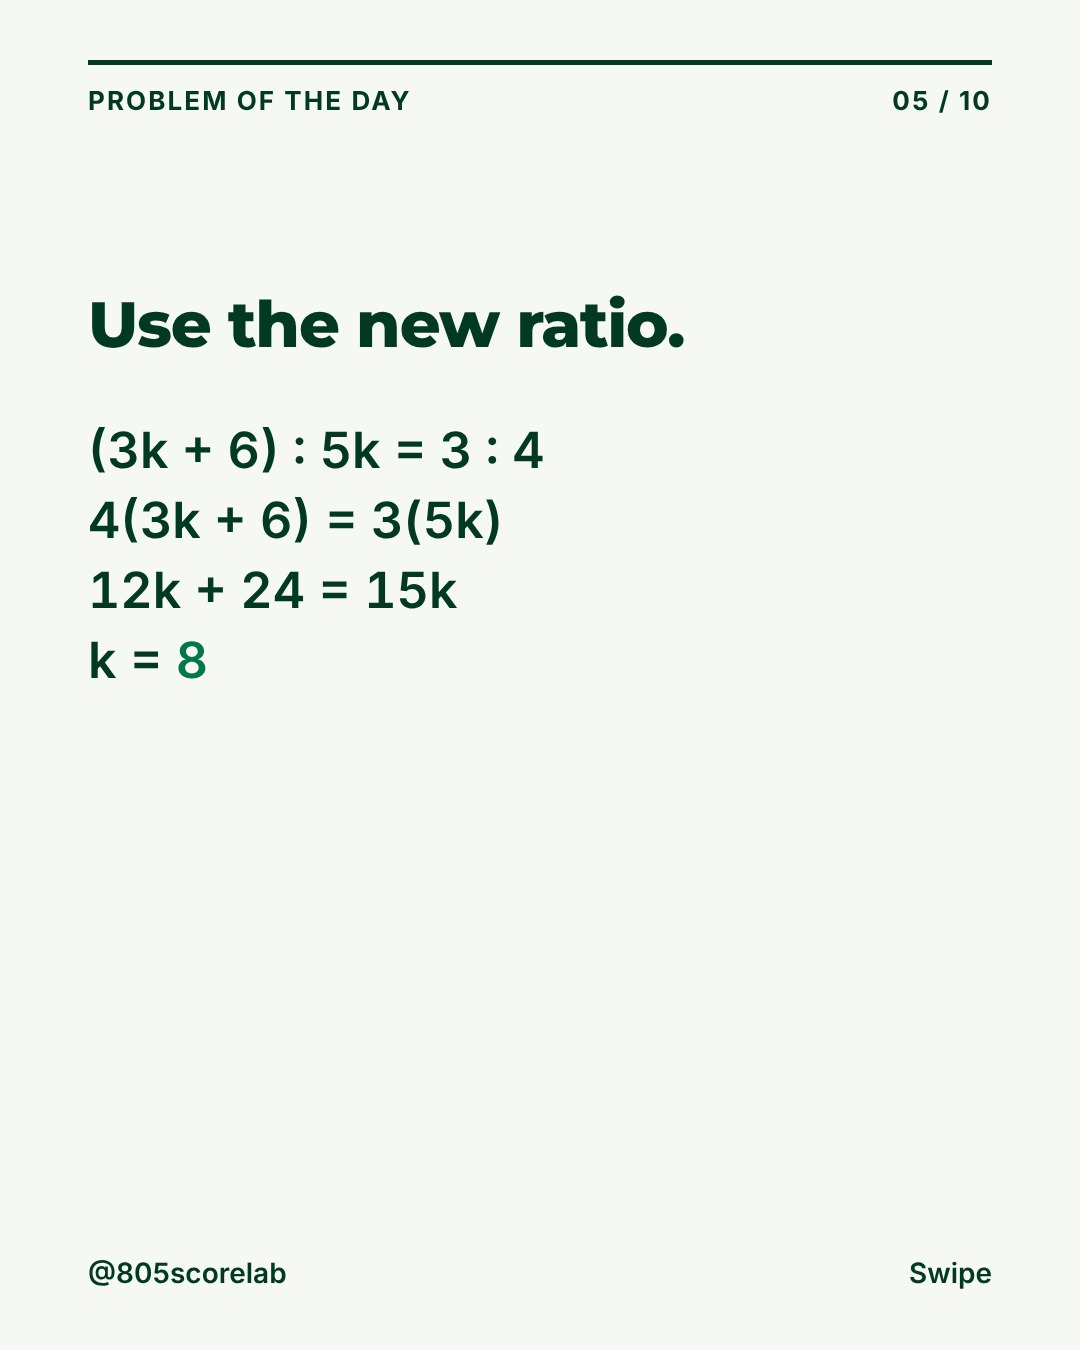 PROBLEM OF THE DAY
05 / 10
Use the new ratio.
(3k + 6) : 5k = 3 : 4
4(3k + 6) = 3(5k)
12k + 24 = 15k
k = 8
@805scorelab
Swipe